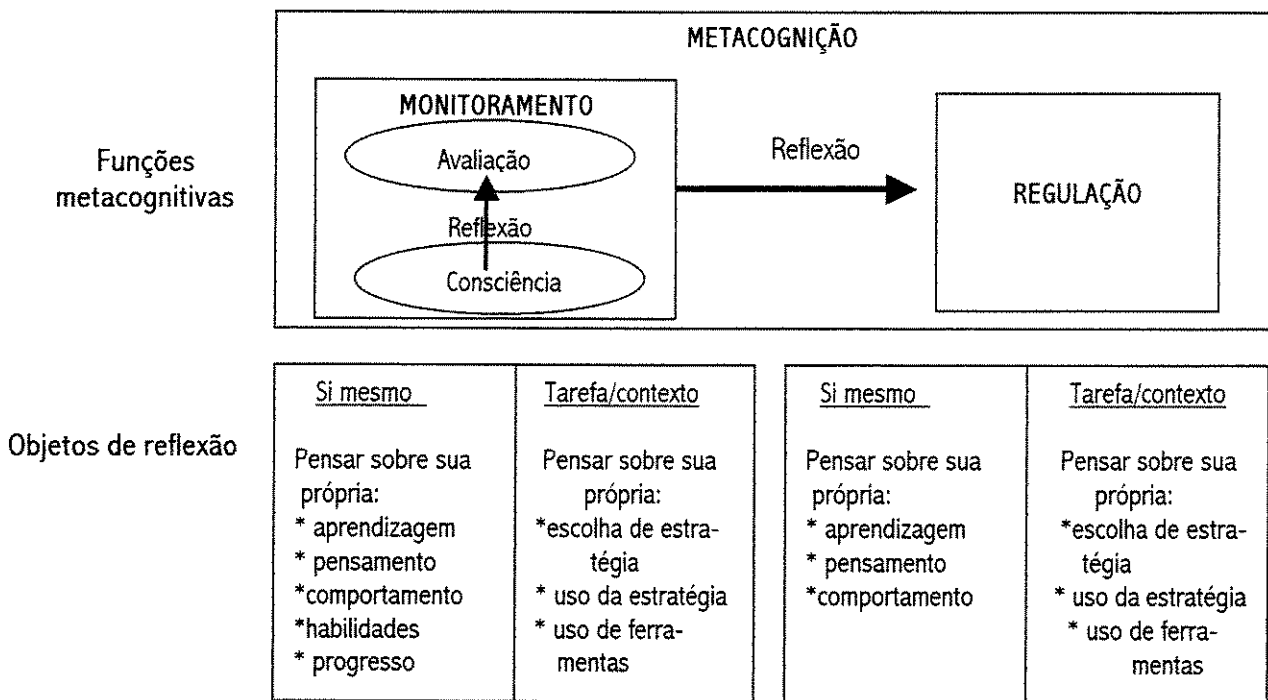 METACOGNIÇÃO
Funções
metacognitivas
MONITORAMENTO
Avaliação
Reflexão
Consciência
Reflexão
REGULAÇÃO
Objetos de reflexão
Si mesmo
Pensar sobre sua
própria:
* aprendizagem
* pensamento
*comportamento
*habilidades
* progresso
Tarefa/contexto
Pensar sobre sua
própria:
*escolha de estra-
tégia
* uso da estratégia
* uso de ferra-
mentas
Si mesmo
Pensar sobre sua
própria:
* aprendizagem
* pensamento
*comportamento
Tarefa/contexto
Pensar sobre sua
própria:
*escolha de estra-
tégia
* uso da estratégia
* uso de ferra-
mentas